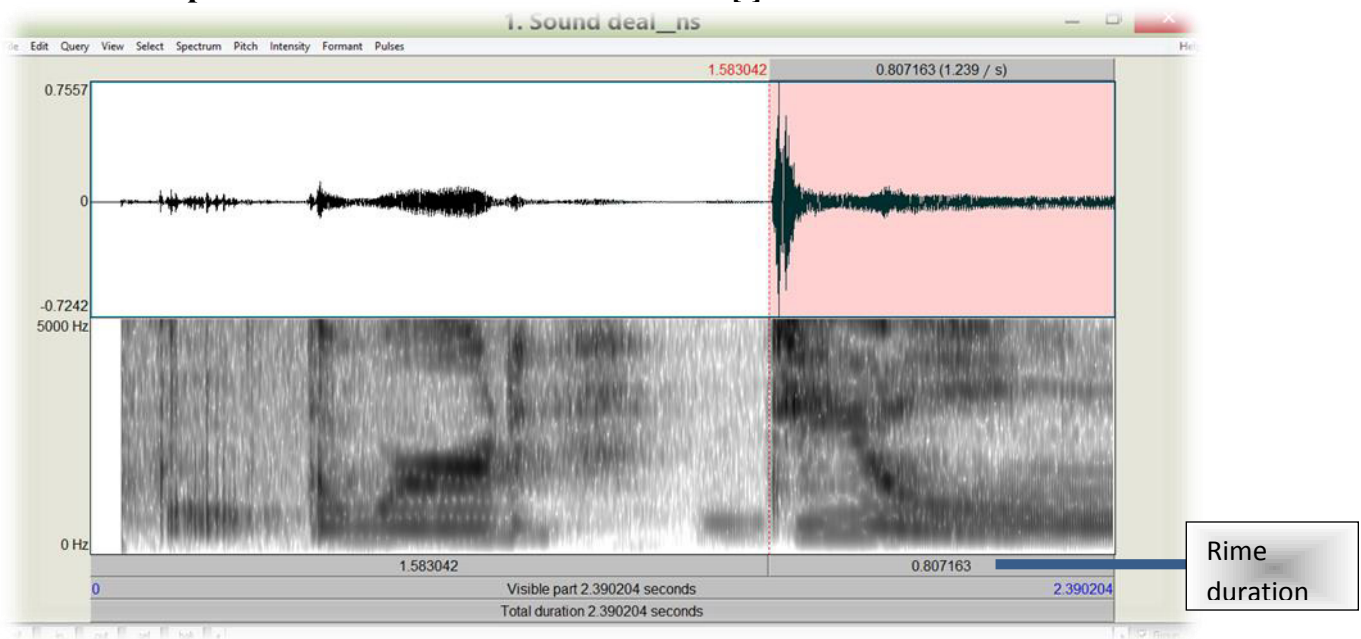 1. Sound deal__ns
Edit Query View Select Spectrum Pitch Intensity Formant Pulses
1.583042 0.807163 (1.239 / s)
0.7557
0
-0.7242
5000 Hz
0 Hz
1.583042 0.807163
0 Visible part 2.390204 seconds 2.390204
Total duration 2.390204 seconds
Rime
duration